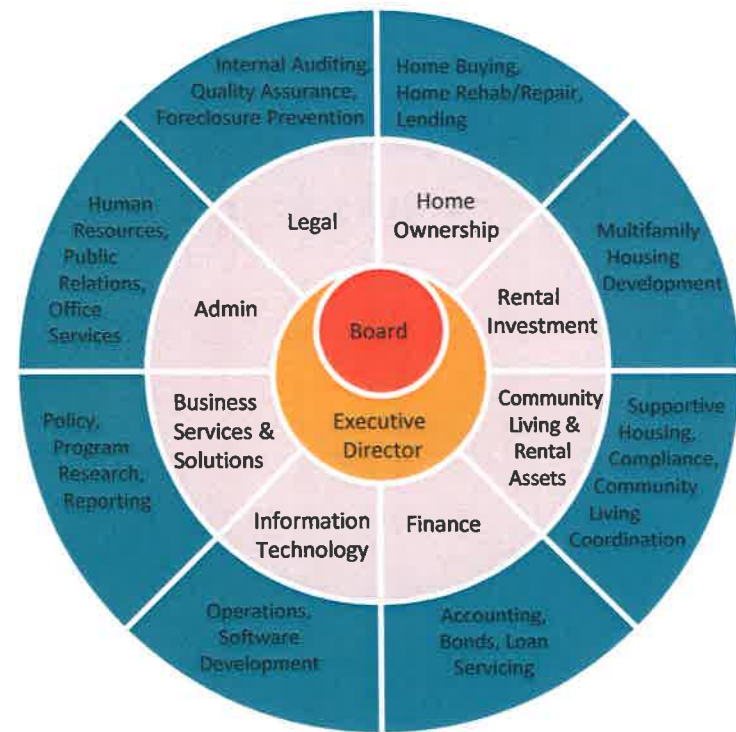 Internal Auditing,
Quality Assurance,
Foreclosure Prevention
Home Buying,
Home Rehab/Repair,
Lending
Human
Resources,
Public
Relations,
Office
Services
Legal
Home
Ownership
Multifamily
Housing
Development
Admin
Rental
Investment
Board
Executive
Director
Business
Services &
Solutions
Community
Living &
Rental
Assets
Policy,
Program
Research,
Reporting
Supportive
Housing,
Compliance,
Community
Living
Coordination
Information
Technology
Finance
Operations,
Software
Development
Accounting,
Bonds, Loan
Servicing